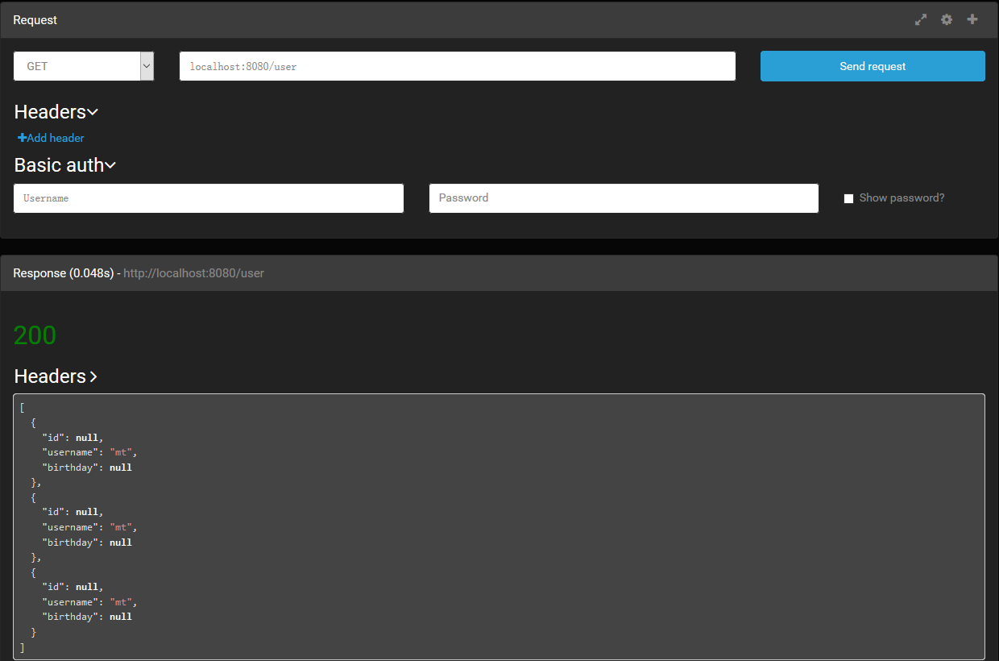 Request
GET localhost:8080/user Send request
Headers
Add header
Basic auth
Username Password Show password?
Response (0.048s) - http://localhost:8080/user
200
Headers
[
  {
    "id": null,
    "username": "mt",
    "birthday": null
  },
  {
    "id": null,
    "username": "mt",
    "birthday": null
  },
  {
    "id": null,
    "username": "mt",
    "birthday": null
  }
]